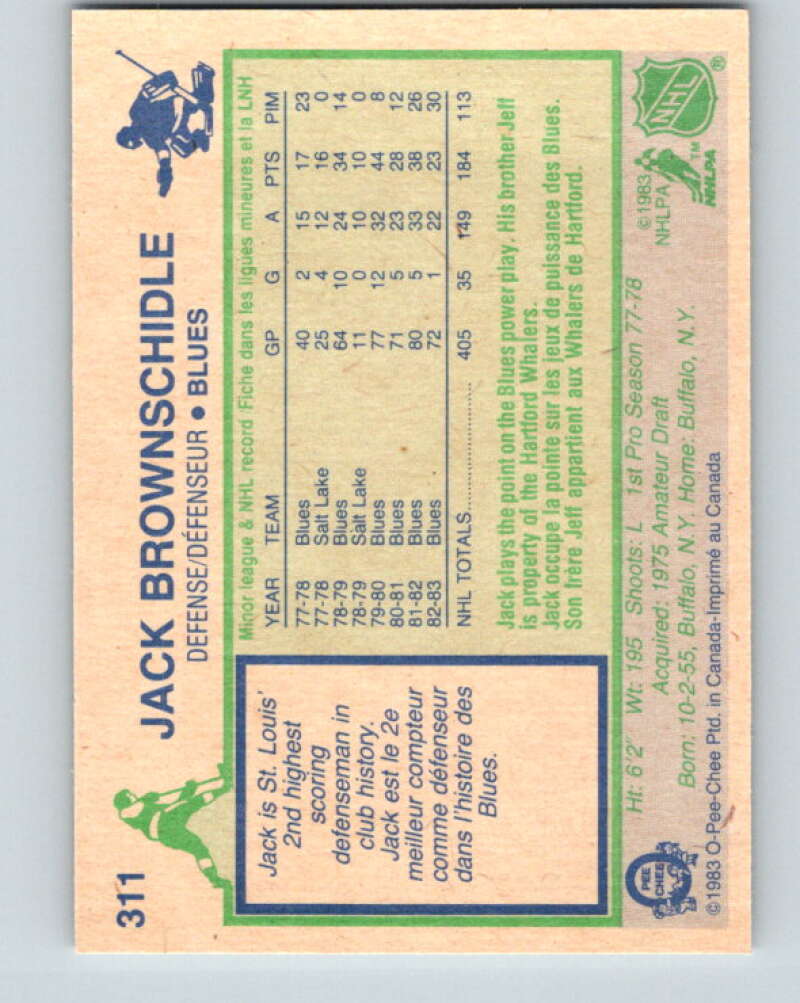 311
JACK BROWNSCHIDLE
DEFENSE/DÉFENSEUR • BLUES
Jack is St. Louis'
2nd highest
scoring
defenseman in
club history.
Jack est le 2e
meilleur compteur
comme défenseur
dans l'histoire des
Blues.
Minor league & NHL record/Fiche dans les ligues mineures et la LNH
YEAR TEAM GP G A PTS PIM
77-78 Blues 40 2 15 17 23
77-78 Salt Lake 25 4 12 16 0
78-79 Blues 64 10 24 34 14
78-79 Salt Lake 11 0 10 10 0
79-80 Blues 77 12 32 44 8
80-81 Blues 71 5 23 28 12
81-82 Blues 80 5 33 38 26
82-83 Blues 72 1 22 23 30
NHL TOTALS.................. 405 35 149 184 113
Jack plays the point on the Blues power play. His brother Jeff
is property of the Hartford Whalers.
Jack occupe la pointe sur les jeux de puissance des Blues.
Son frère Jeff appartient aux Whalers de Hartford.
Ht: 6'2" Wt: 195 Shoots: L 1st Pro Season 77-78
Acquired: 1975 Amateur Draft
Born: 10-2-55, Buffalo, N.Y. Home: Buffalo, N.Y.
©1983 O-Pee-Chee Ptd. in Canada-Imprimé au Canada
O
PEE
CHEE
©1983
NHLPA
NHL
®
TM
NHLPA